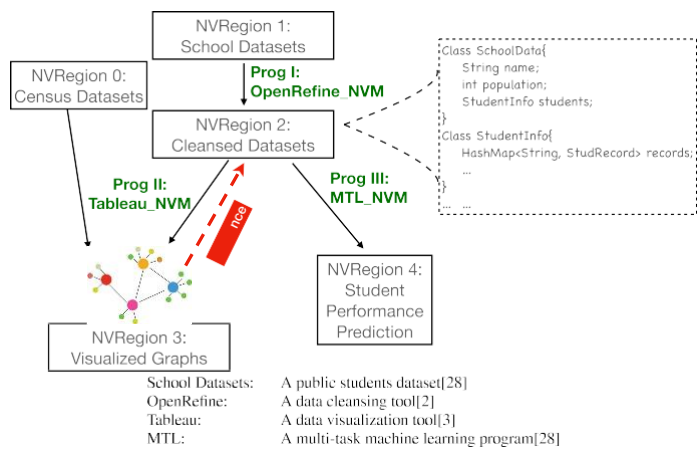 NVRegion 1:
School Datasets
NVRegion 0:
Census Datasets
Prog I:
OpenRefine_NVM
NVRegion 2:
Cleansed Datasets
Class SchoolData{
String name;
int population;
StudentInfo students;
}
Class StudentInfo{
HashMap<String, StudRecord> records;
...
}
... ...
Prog II:
Tableau_NVM
Prog III:
MTL_NVM
nce
NVRegion 3:
Visualized Graphs
NVRegion 4:
Student
Performance
Prediction
School Datasets: A public students dataset[28]
OpenRefine: A data cleansing tool[2]
Tableau: A data visualization tool[3]
MTL: A multi-task machine learning program[28]